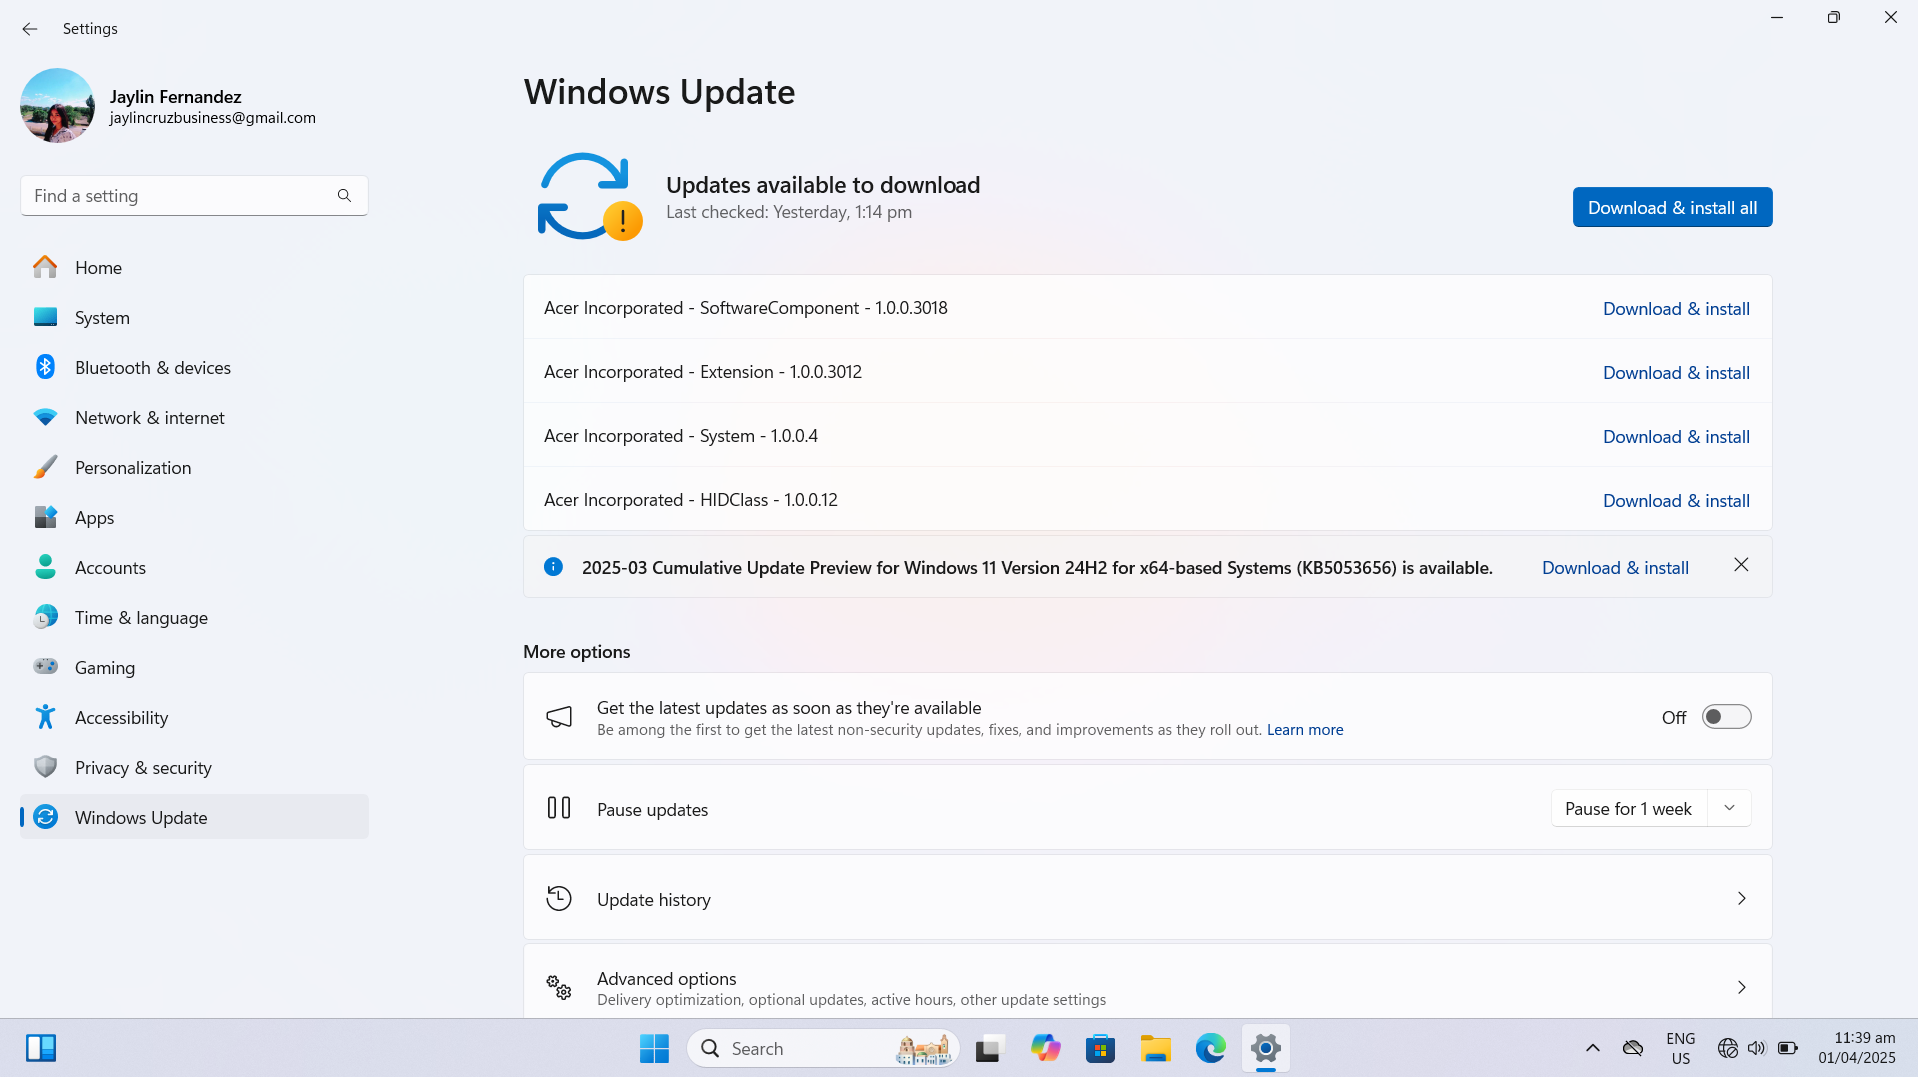 Settings
Jaylin Fernandez
jaylincruzbusiness@gmail.com
Find a setting
Home
System
Bluetooth & devices
Network & internet
Personalization
Apps
Accounts
Time & language
Gaming
Accessibility
Privacy & security
Windows Update
Windows Update
Updates available to download
Last checked: Yesterday, 1:14 pm
Download & install all
Acer Incorporated - SoftwareComponent - 1.0.0.3018 Download & install
Acer Incorporated - Extension - 1.0.0.3012 Download & install
Acer Incorporated - System - 1.0.0.4 Download & install
Acer Incorporated - HIDClass - 1.0.0.12 Download & install
2025-03 Cumulative Update Preview for Windows 11 Version 24H2 for x64-based Systems (KB5053656) is available. Download & install
More options
Get the latest updates as soon as they're available
Be among the first to get the latest non-security updates, fixes, and improvements as they roll out. Learn more
Off
Pause updates
Pause for 1 week
Update history
Advanced options
Delivery optimization, optional updates, active hours, other update settings
Search
ENG
US
11:39 am
01/04/2025